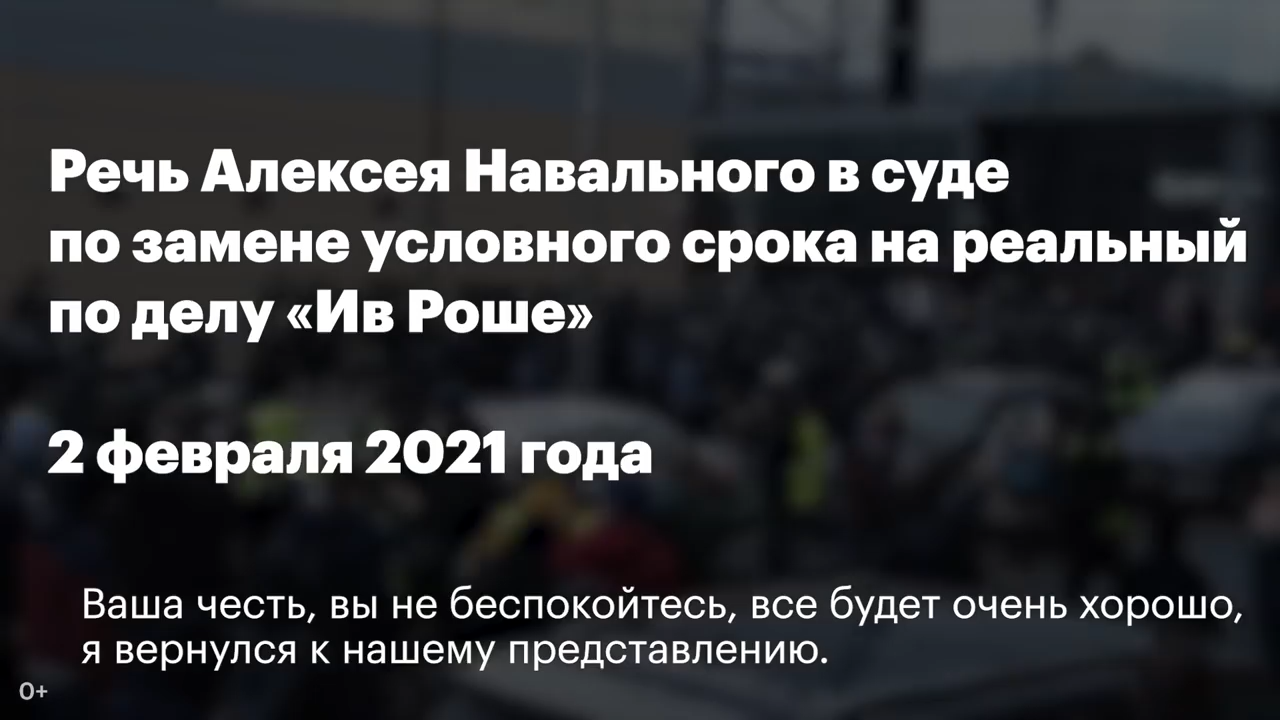 Речь Алексея Навального в суде
по замене условного срока на реальный
по делу «Ив Роше»
2 февраля 2021 года
Ваша честь, вы не беспокойтесь, все будет очень хорошо,
я вернулся к нашему представлению.
0+